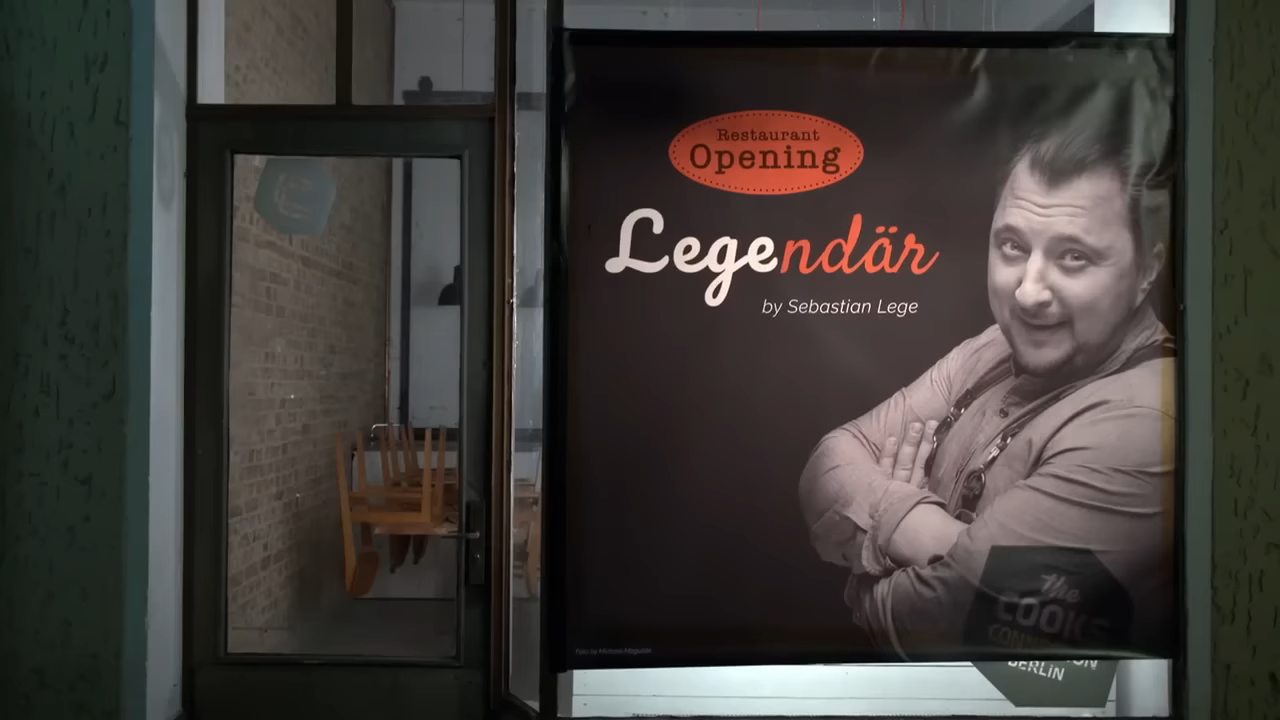 Restaurant
Opening
Legendär
by Sebastian Lege
the
COOKS
BERLIN